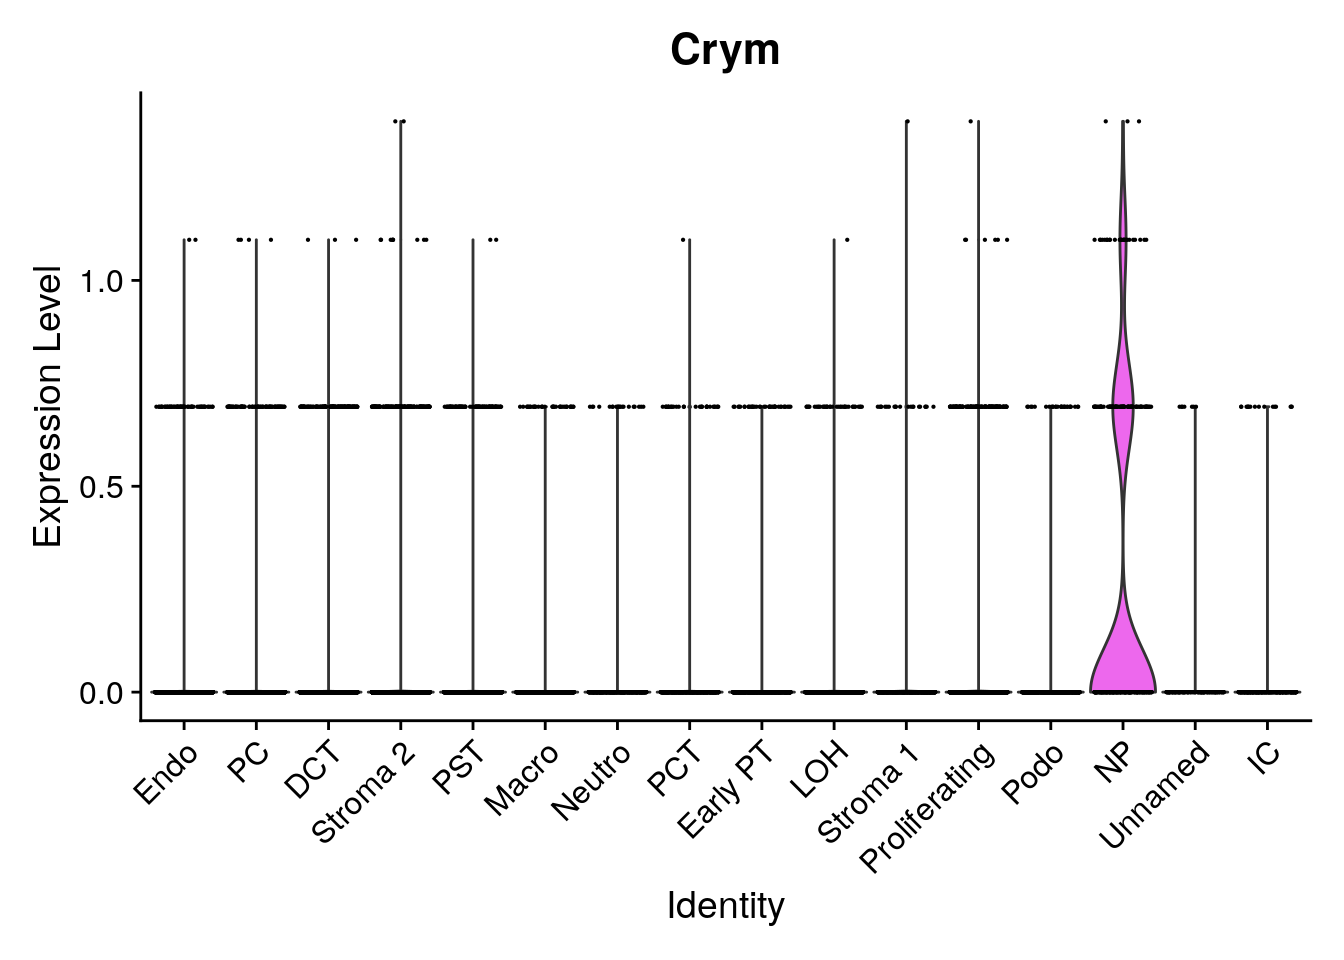 Crym
Expression Level
1.0
0.5
0.0
Endo
PC
DCT
Stroma 2
PST
Macro
Neutro
PCT
Early PT
LOH
Stroma 1
Proliferating
Podo
NP
Unnamed
IC
Identity